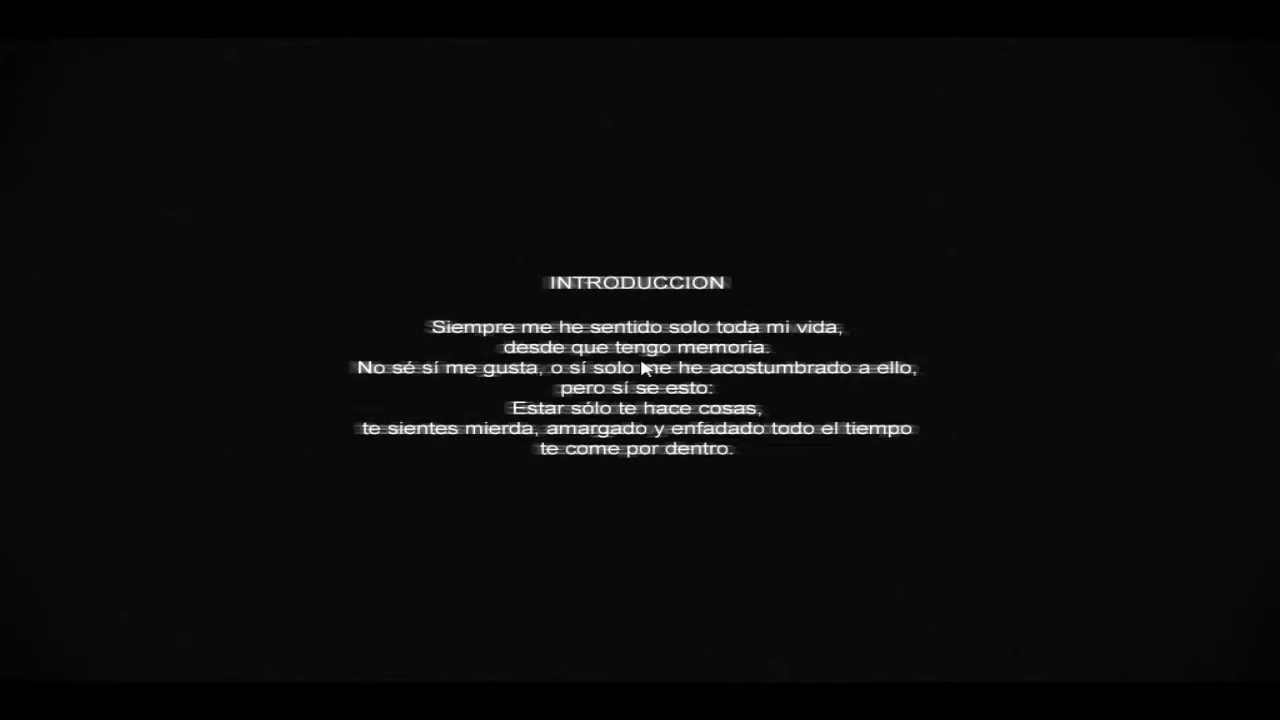 INTRODUCCION
Siempre me he sentido solo toda mi vida,
desde que tengo memoria.
No sé sí me gusta, o sí solo me he acostumbrado a ello,
pero sí se esto:
Estar sólo te hace cosas,
te sientes mierda, amargado y enfadado todo el tiempo
te come por dentro.